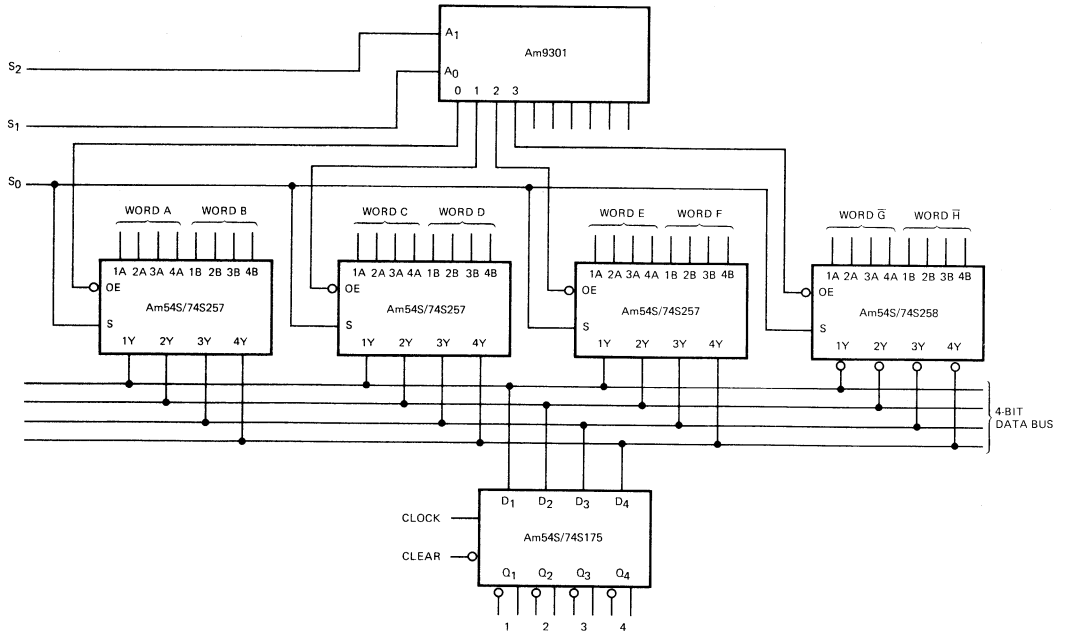 A1
Am9301
S2
A0
0 1 2 3
S1
S0
WORD A WORD B WORD C WORD D WORD E WORD F WORD G̅ WORD H̅
1A 2A 3A 4A 1B 2B 3B 4B
OE
Am54S/74S257
S
1Y 2Y 3Y 4Y
1A 2A 3A 4A 1B 2B 3B 4B
OE
Am54S/74S257
S
1Y 2Y 3Y 4Y
1A 2A 3A 4A 1B 2B 3B 4B
OE
Am54S/74S257
S
1Y 2Y 3Y 4Y
1A 2A 3A 4A 1B 2B 3B 4B
OE
Am54S/74S258
S
1Y 2Y 3Y 4Y
4-BIT
DATA BUS
D1 D2 D3 D4
CLOCK
Am54S/74S175
CLEAR
Q1 Q2 Q3 Q4
1 2 3 4